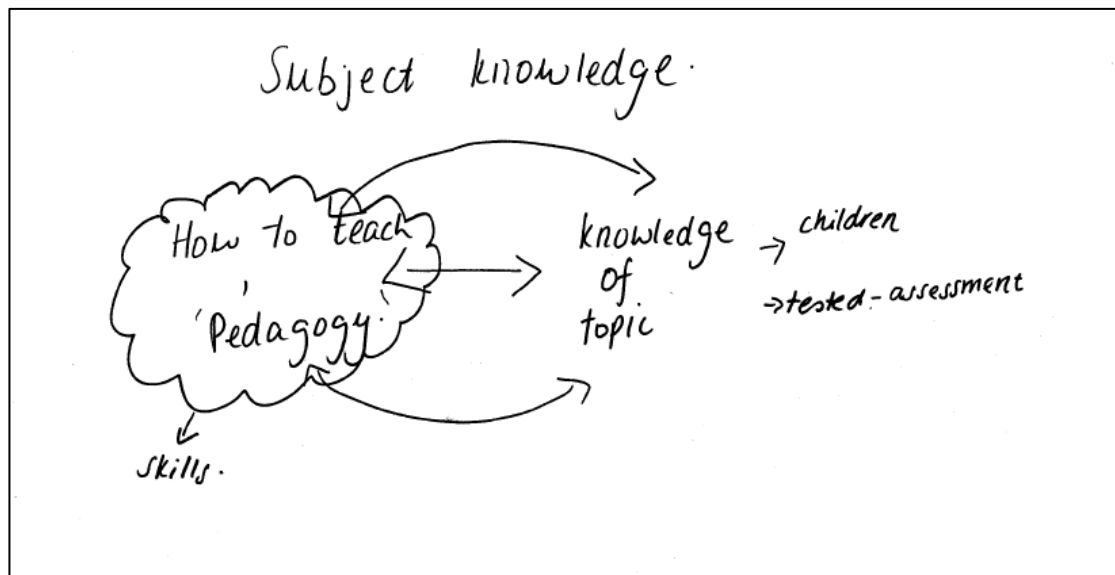 Subject knowledge.
How to teach
'Pedagogy.'
skills.
knowledge
of
topic
→ children
→ tested - assessment